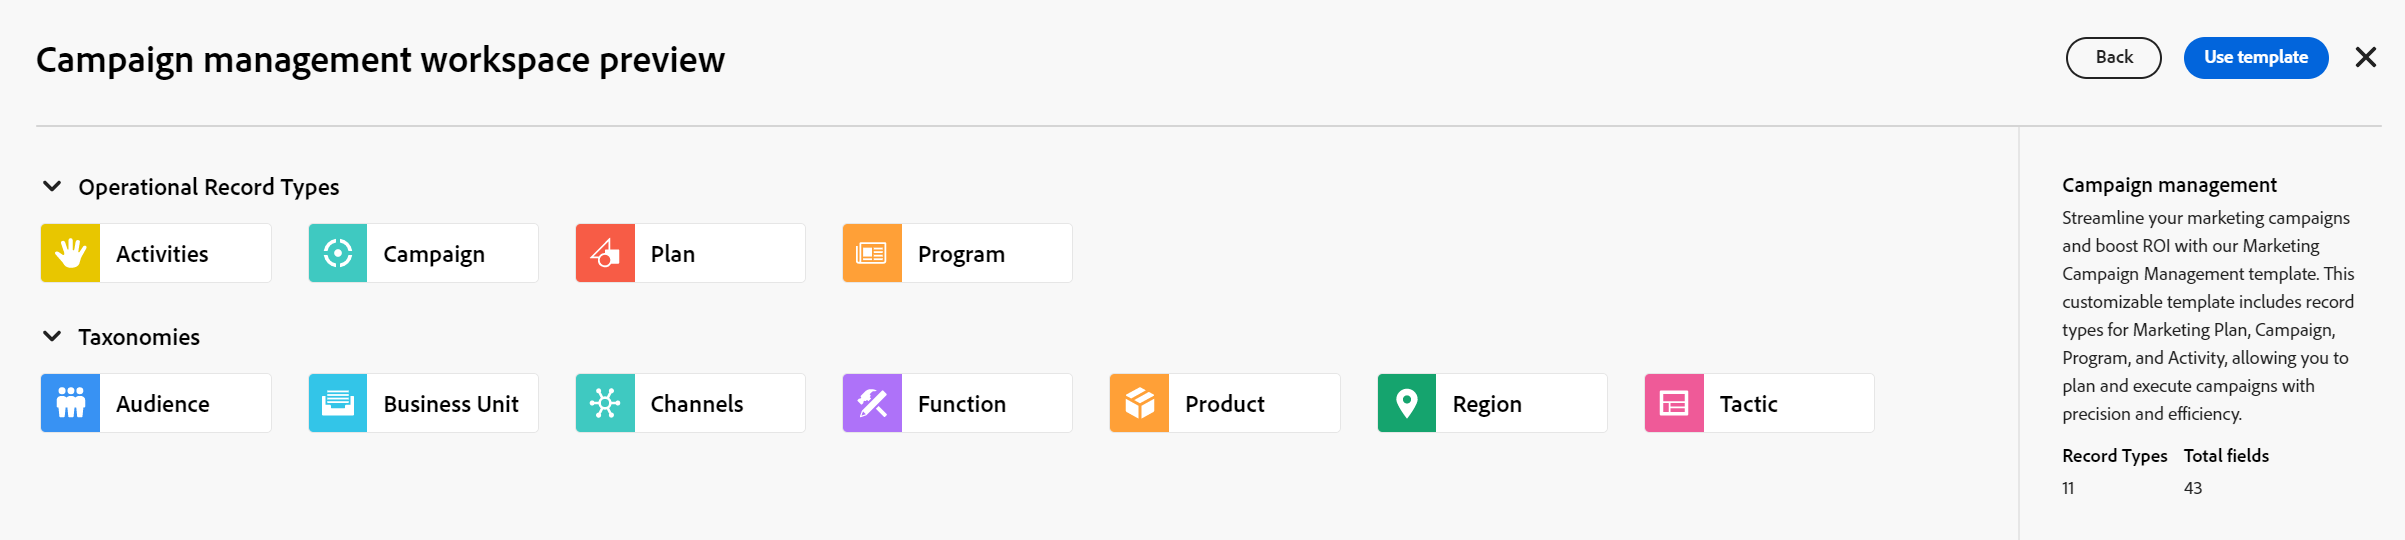 Campaign management workspace preview
Back
Use template
Operational Record Types
Activities
Campaign
Plan
Program
Taxonomies
Audience
Business Unit
Channels
Function
Product
Region
Tactic
Campaign management
Streamline your marketing campaigns
and boost ROI with our Marketing
Campaign Management template. This
customizable template includes record
types for Marketing Plan, Campaign,
Program, and Activity, allowing you to
plan and execute campaigns with
precision and efficiency.
Record Types Total fields
11 43